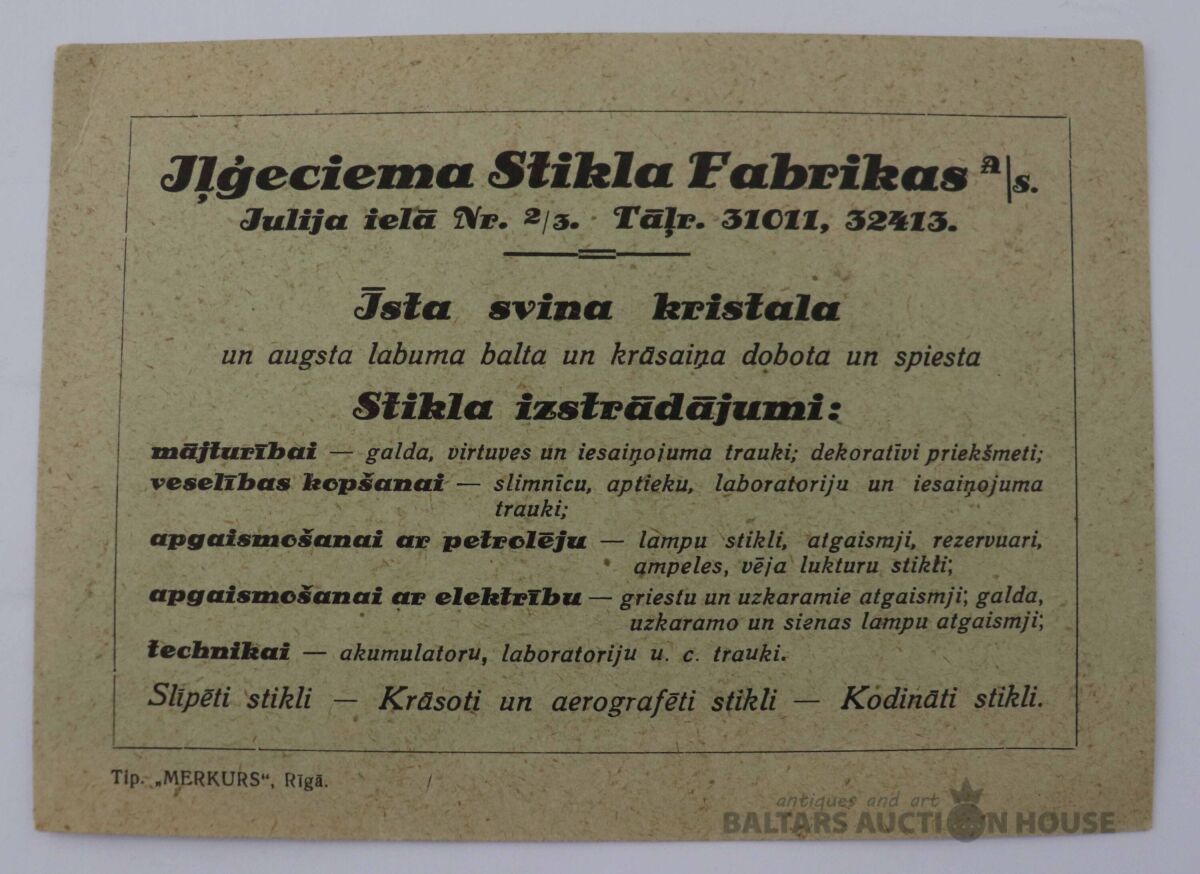 Iļģeciema Stikla Fabrikas a/s.
Julija ielā Nr. 2/3. Tāļr. 31011, 32413.
Īsta svina kristala
un augsta labuma balta un krāsaiņa dobota un spiesta
Stikla izstrādājumi:
mājturībai — galda, virtuves un iesaiņojuma trauki; dekoratīvi priekšmeti;
veselības kopšanai — slimnīcu, aptieku, laboratoriju un iesaiņojuma
trauki;
apgaismošanai ar petrolēju — lampu stikli, atgaismji, rezervuari,
ampeles, vēja lukturu stikli;
apgaismošanai ar elektrību — griestu un uzkaramie atgaismji; galda,
uzkaramo un sienas lampu atgaismji;
technikai — akumulatoru, laboratoriju u. c. trauki.
Slīpēti stikli — Krāsoti un aerografēti stikli — Kodināti stikli.
Tip. „MERKURS“, Rīgā.
antiques and art
BALTARS AUCTION HOUSE